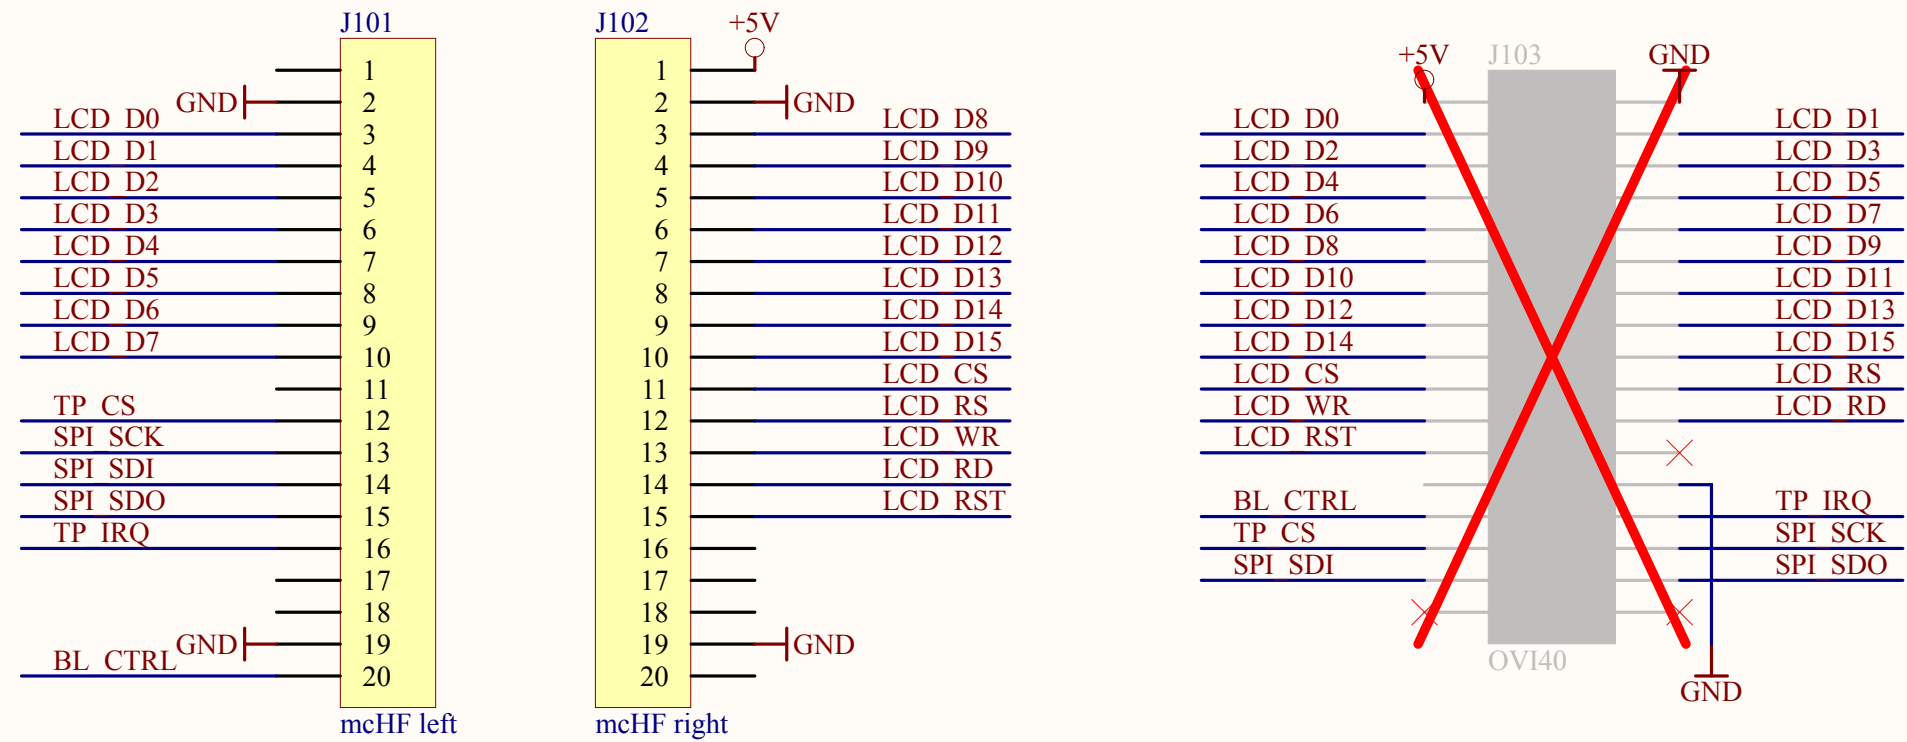 J101
1
GND 2
LCD_D0 3
LCD_D1 4
LCD_D2 5
LCD_D3 6
LCD_D4 7
LCD_D5 8
LCD_D6 9
LCD_D7 10
11
TP_CS 12
SPI_SCK 13
SPI_SDI 14
SPI_SDO 15
TP_IRQ 16
17
18
GND 19
BL_CTRL 20
mcHF left
J102 +5V
1
2 GND
3 LCD_D8
4 LCD_D9
5 LCD_D10
6 LCD_D11
7 LCD_D12
8 LCD_D13
9 LCD_D14
10 LCD_D15
11 LCD_CS
12 LCD_RS
13 LCD_WR
14 LCD_RD
15 LCD_RST
16
17
18
19 GND
20
mcHF right
+5V J103 GND
LCD_D0 LCD_D1
LCD_D2 LCD_D3
LCD_D4 LCD_D5
LCD_D6 LCD_D7
LCD_D8 LCD_D9
LCD_D10 LCD_D11
LCD_D12 LCD_D13
LCD_D14 LCD_D15
LCD_CS LCD_RS
LCD_WR LCD_RD
LCD_RST
BL_CTRL TP_IRQ
TP_CS SPI_SCK
SPI_SDI SPI_SDO
OVI40
GND